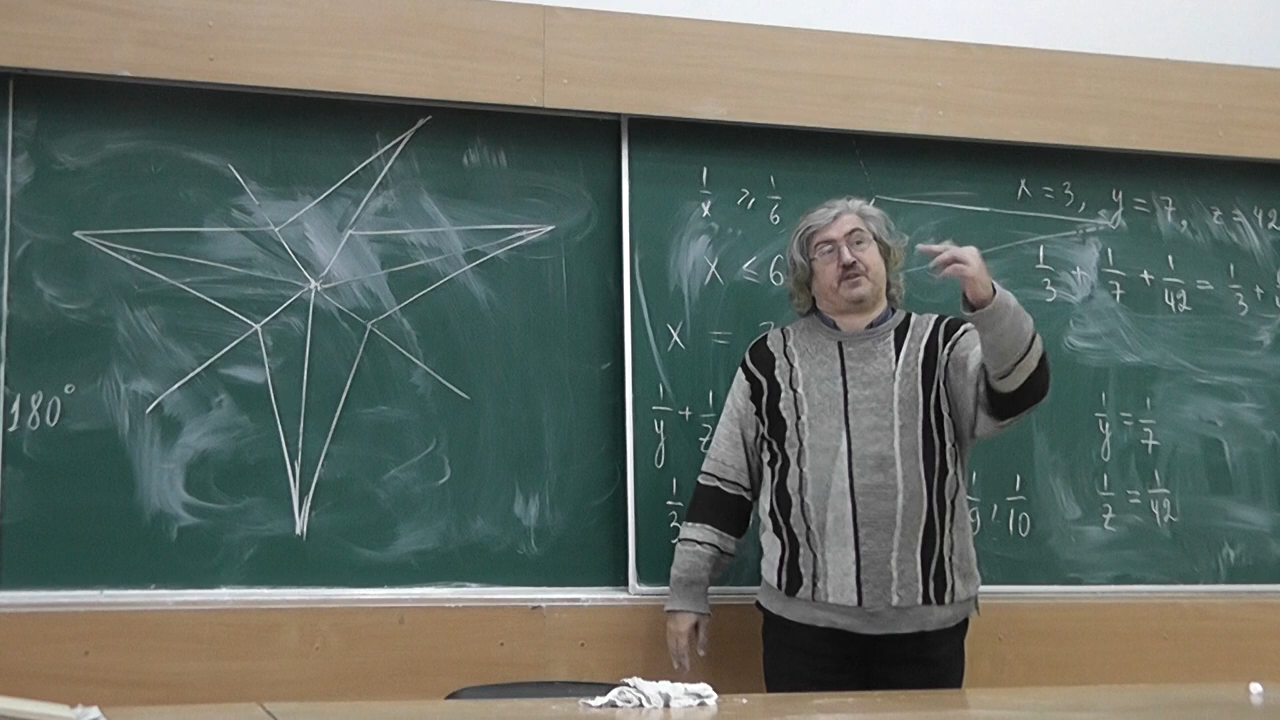 180°
1/x ≥ 1/6
x ≤ 6
x =
1/y + 1/z
1/3
1/9, 1/10
x = 3, y = 7, z = 42
1/3 + 1/7 + 1/42 = 1/3 +
1/y = 1/7
1/z = 1/42